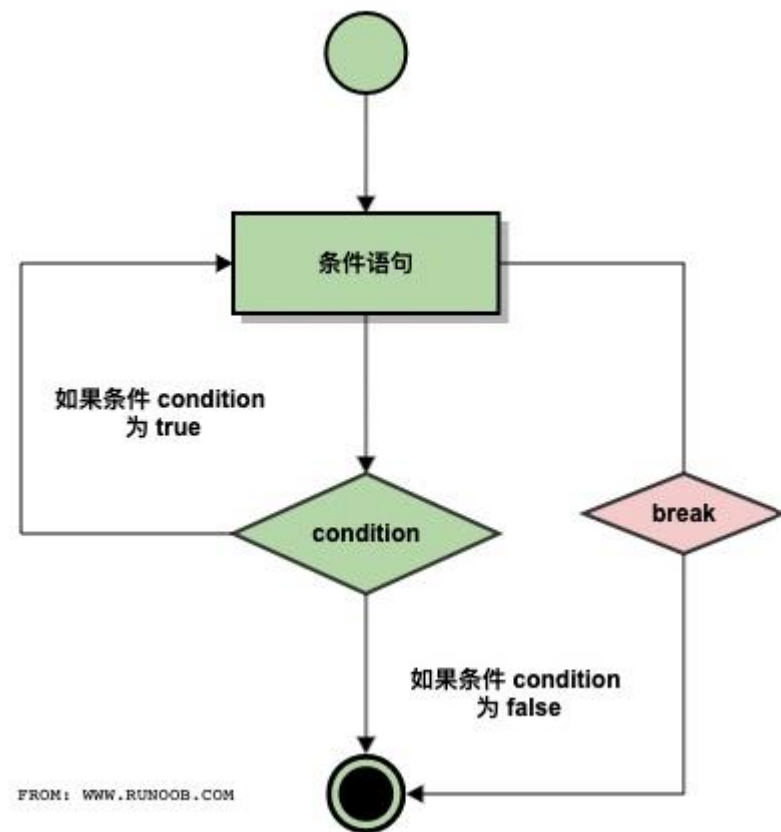 条件语句
如果条件 condition
为 true
condition
break
如果条件 condition
为 false
FROM: WWW.RUNOOB.COM